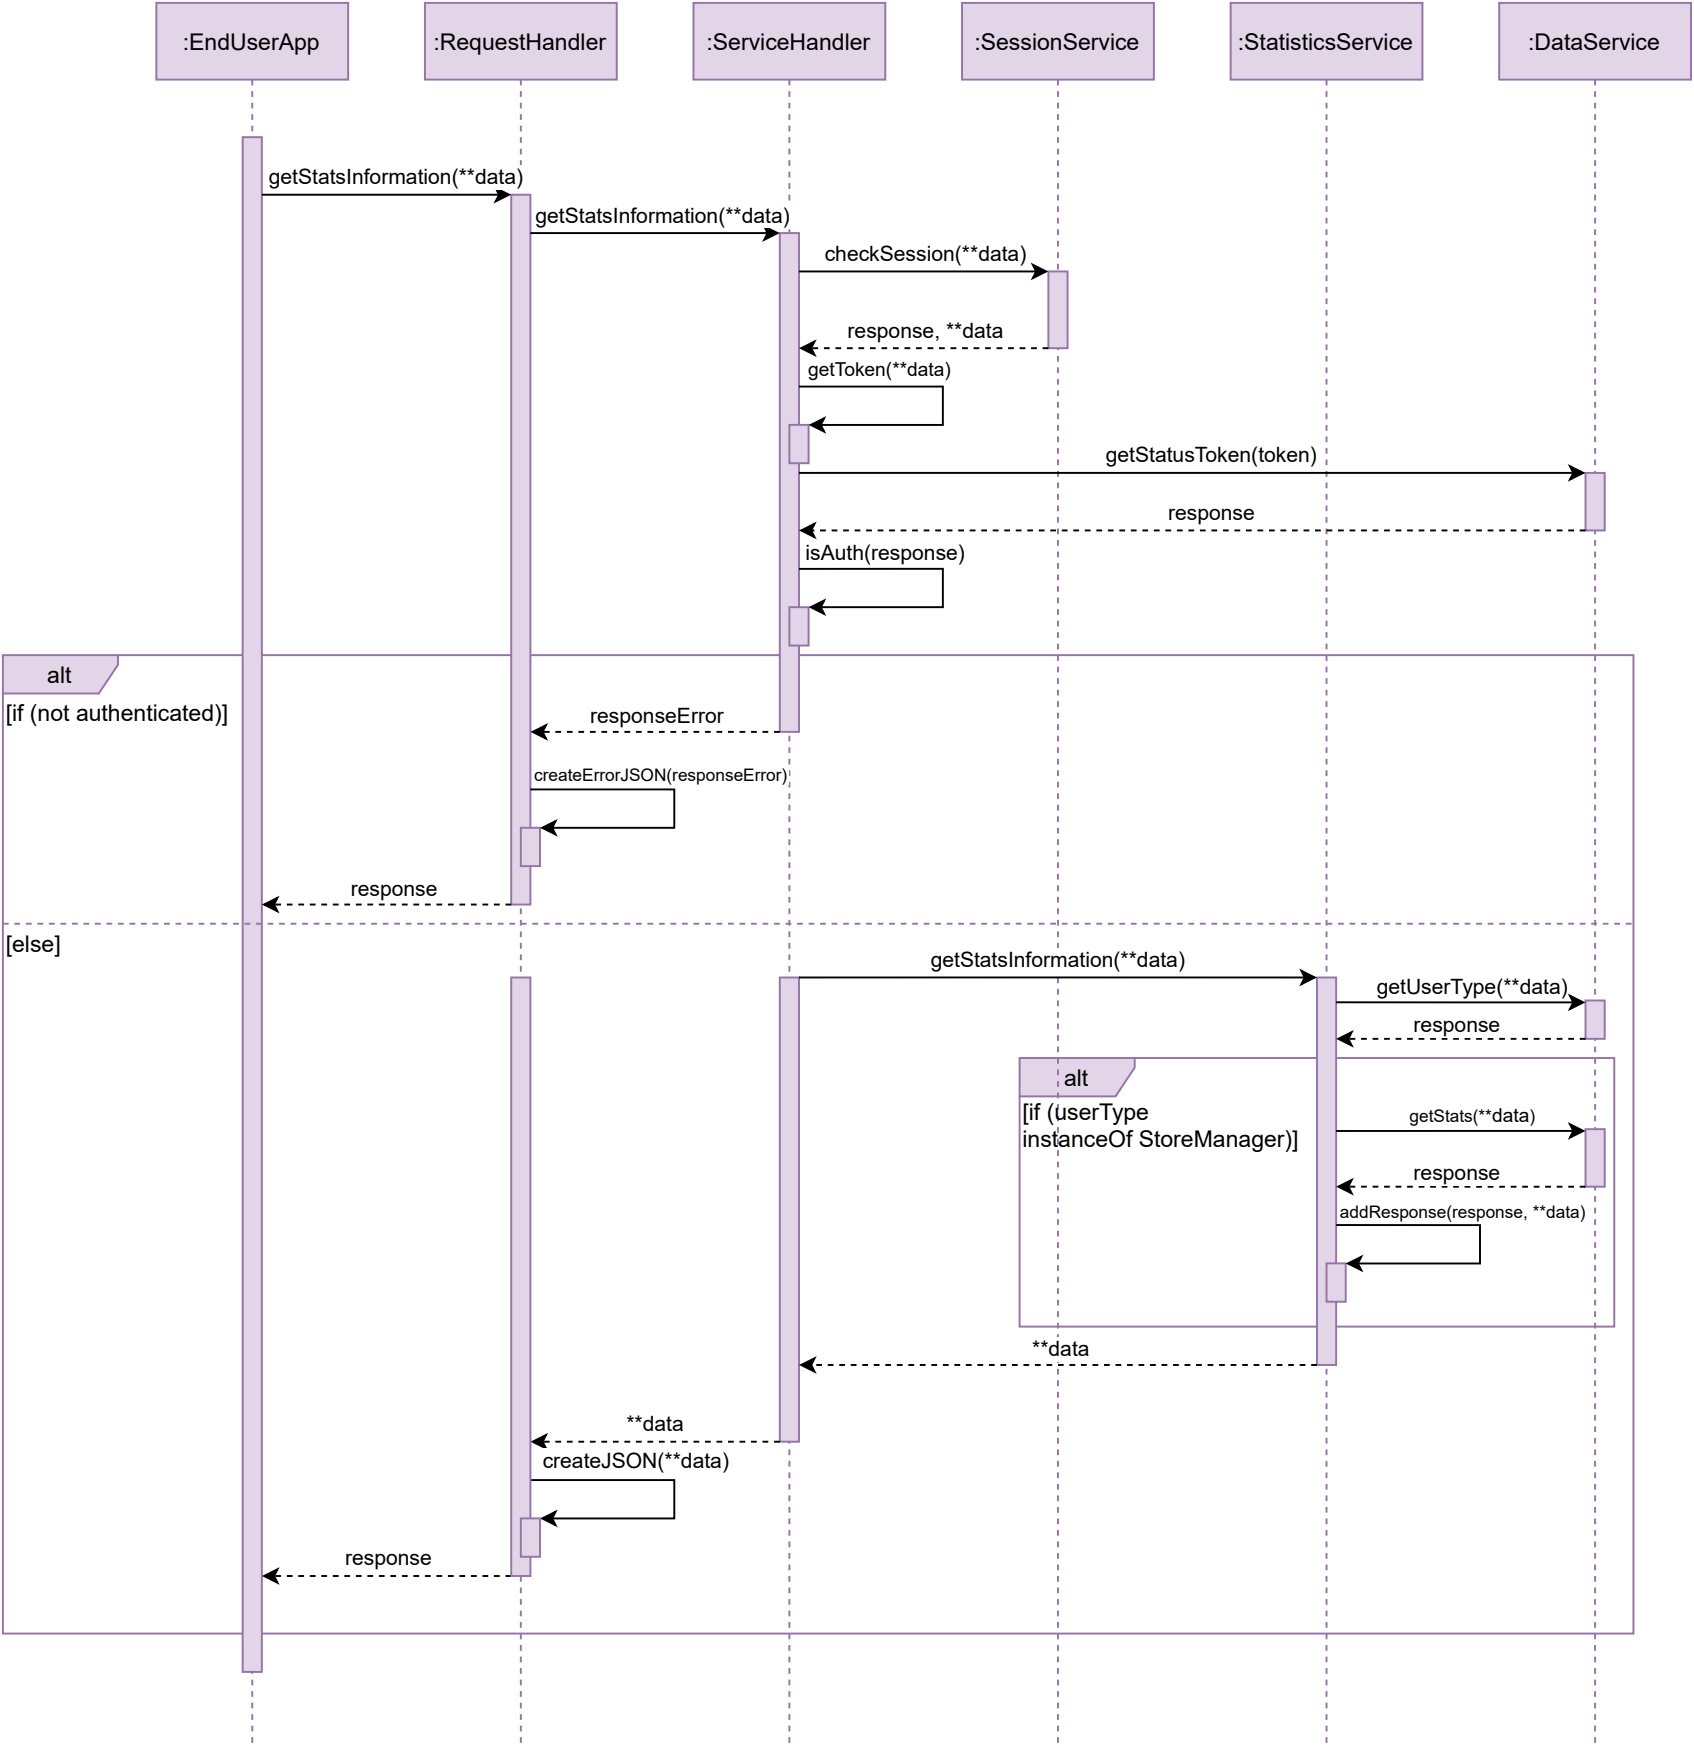 :EndUserApp
:RequestHandler
:ServiceHandler
:SessionService
:StatisticsService
:DataService
getStatsInformation(**data)
getStatsInformation(**data)
checkSession(**data)
response, **data
getToken(**data)
getStatusToken(token)
response
isAuth(response)
alt
[if (not authenticated)]
responseError
createErrorJSON(responseError)
response
[else]
getStatsInformation(**data)
getUserType(**data)
response
alt
[if (userType
instanceOf StoreManager)]
getStats(**data)
response
addResponse(response, **data)
**data
**data
createJSON(**data)
response